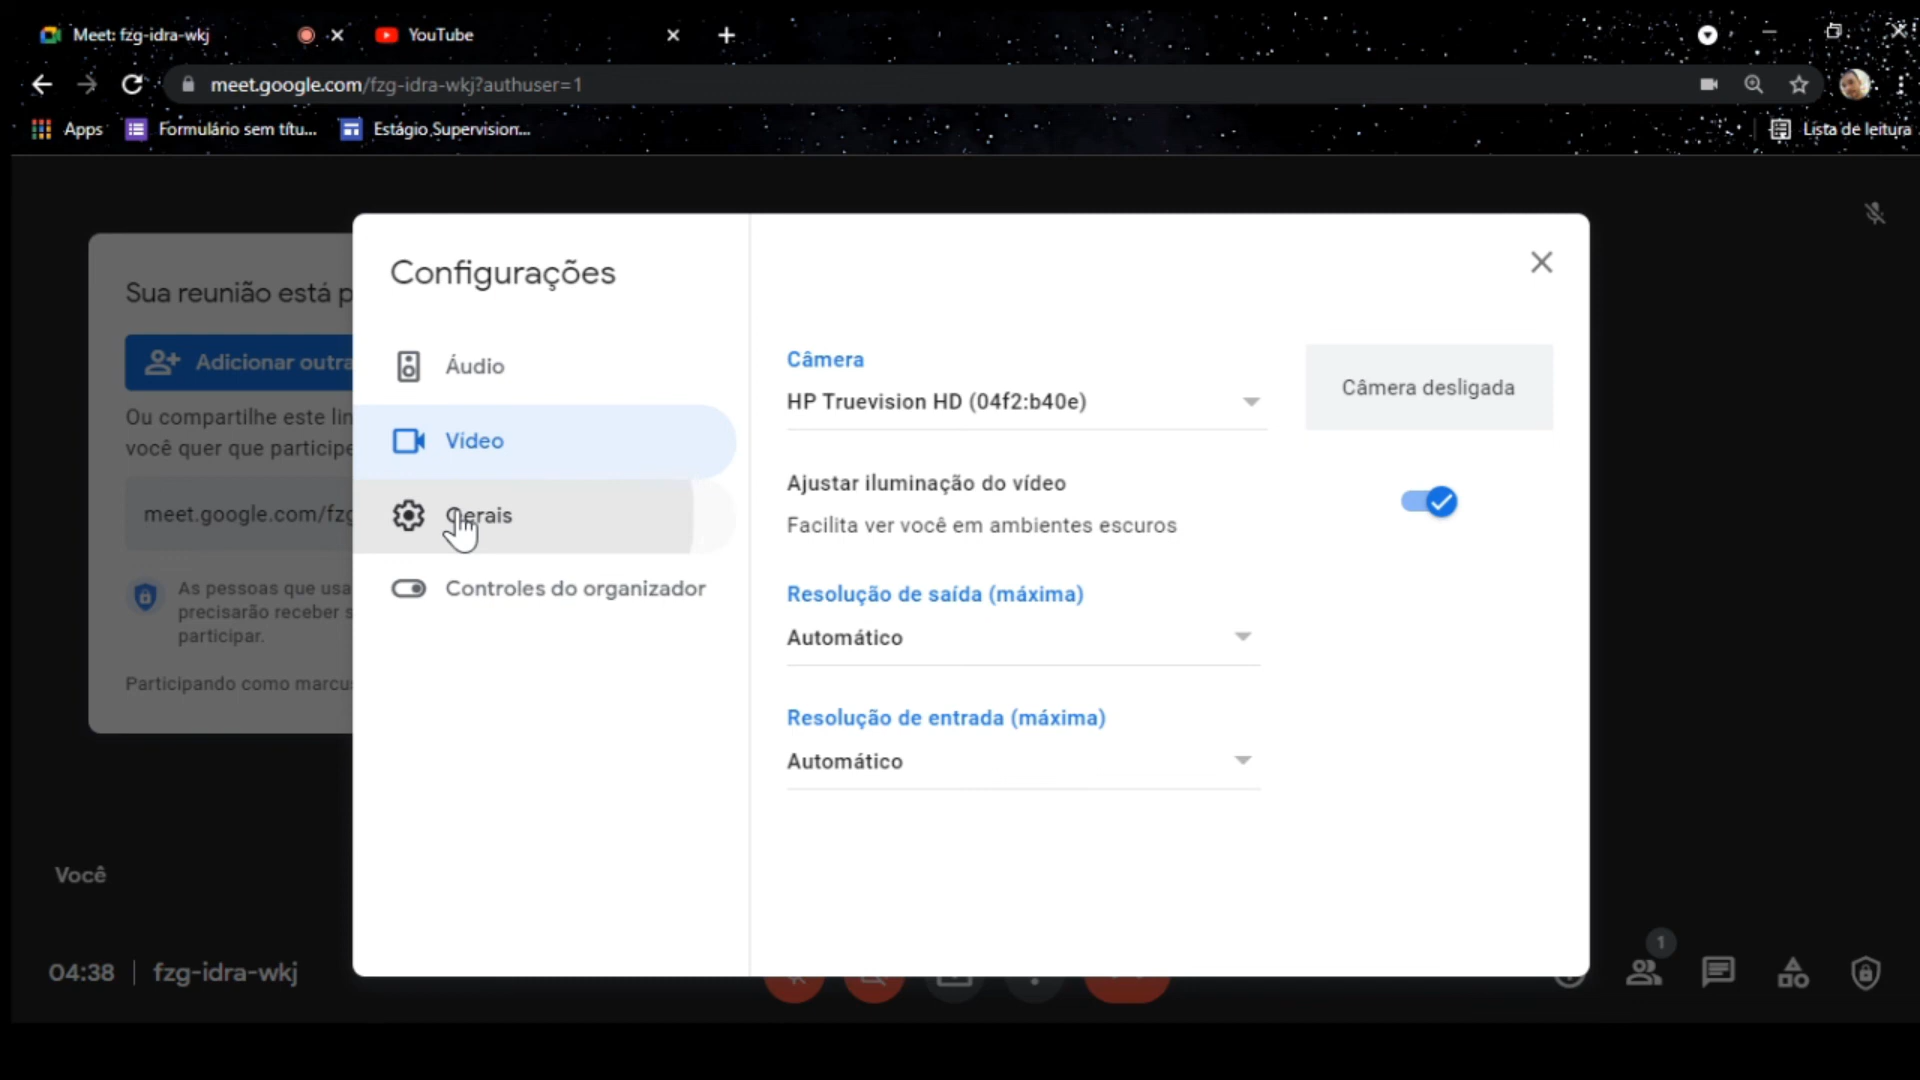 Meet: fzg-idra-wkj
YouTube
meet.google.com/fzg-idra-wkj?authuser=1
Apps
Formulário sem títu...
Estágio Supervision...
Lista de leitura
Sua reunião está p
Adicionar outra
Ou compartilhe este lin
você quer que participe
meet.google.com/fzg
As pessoas que usa
precisarão receber s
participar.
Participando como marcu
Configurações
Áudio
Vídeo
Gerais
Controles do organizador
Câmera
HP Truevision HD (04f2:b40e)
Câmera desligada
Ajustar iluminação do vídeo
Facilita ver você em ambientes escuros
Resolução de saída (máxima)
Automático
Resolução de entrada (máxima)
Automático
Você
04:38 | fzg-idra-wkj
1